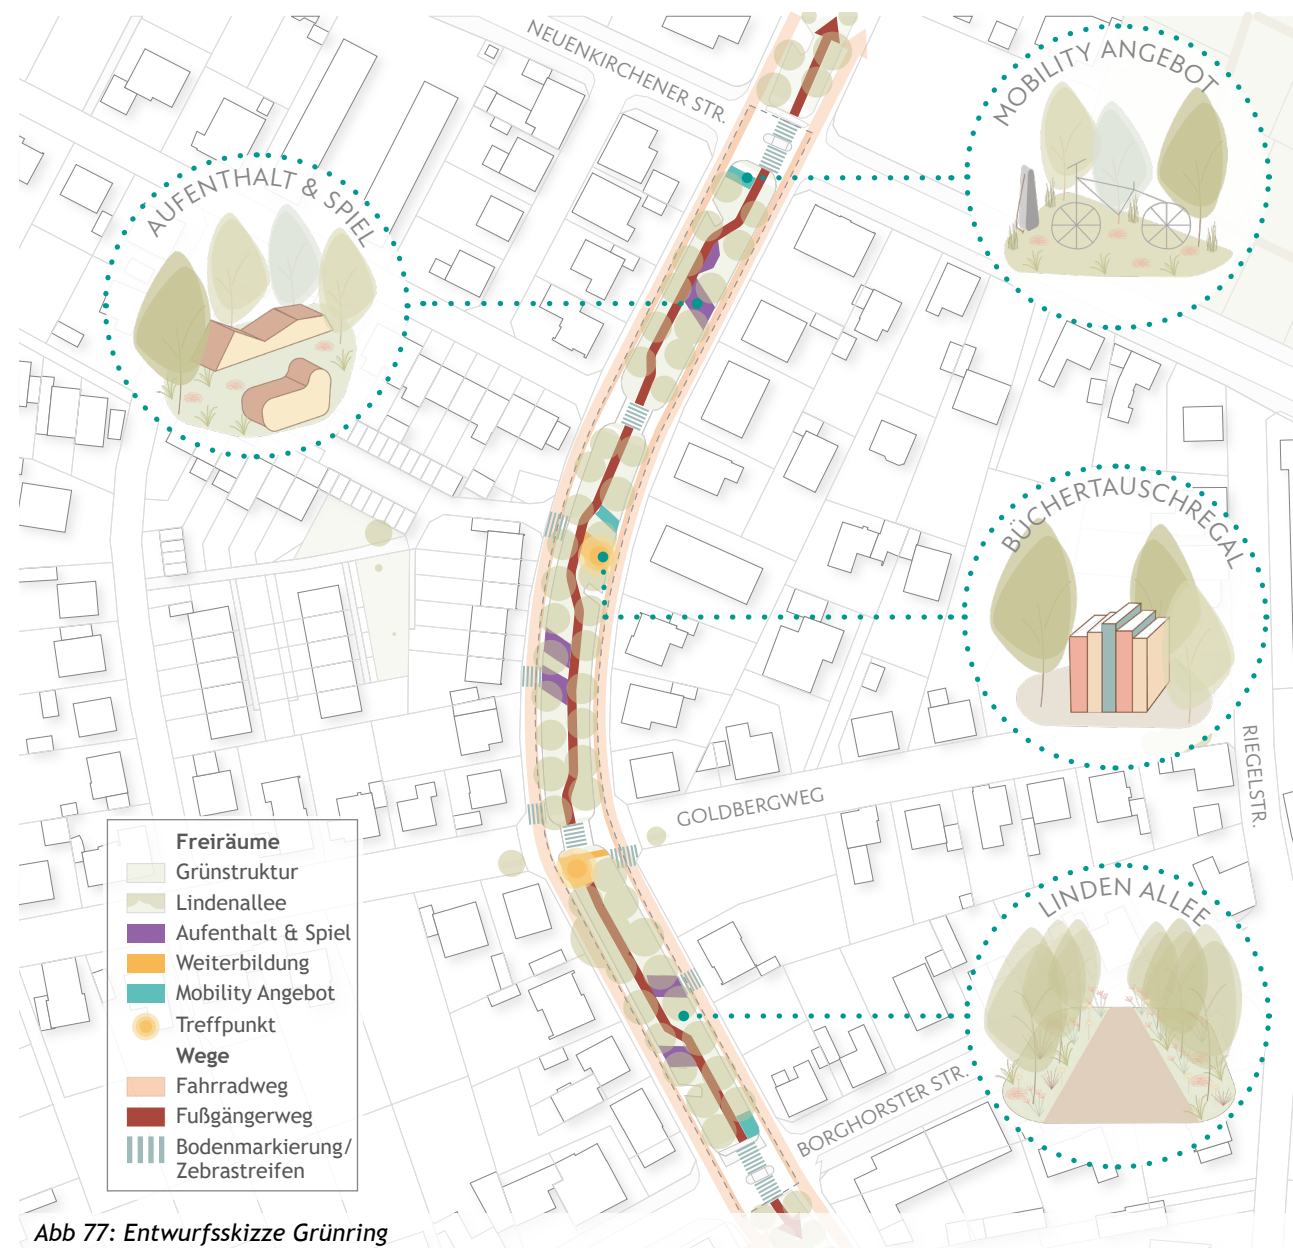 NEUENKIRCHENER STR.
MOBILITY ANGEBOT
AUFENTHALT & SPIEL
BÜCHERTAUSCHREGAL
RIEGELSTR.
GOLDBERGWEG
LINDEN ALLEE
BORGHORSTER STR.
Freiräume
Grünstruktur
Lindenallee
Aufenthalt & Spiel
Weiterbildung
Mobility Angebot
Treffpunkt
Wege
Fahrradweg
Fußgängerweg
Bodenmarkierung/
Zebrastreifen
Abb 77: Entwurfsskizze Grünring